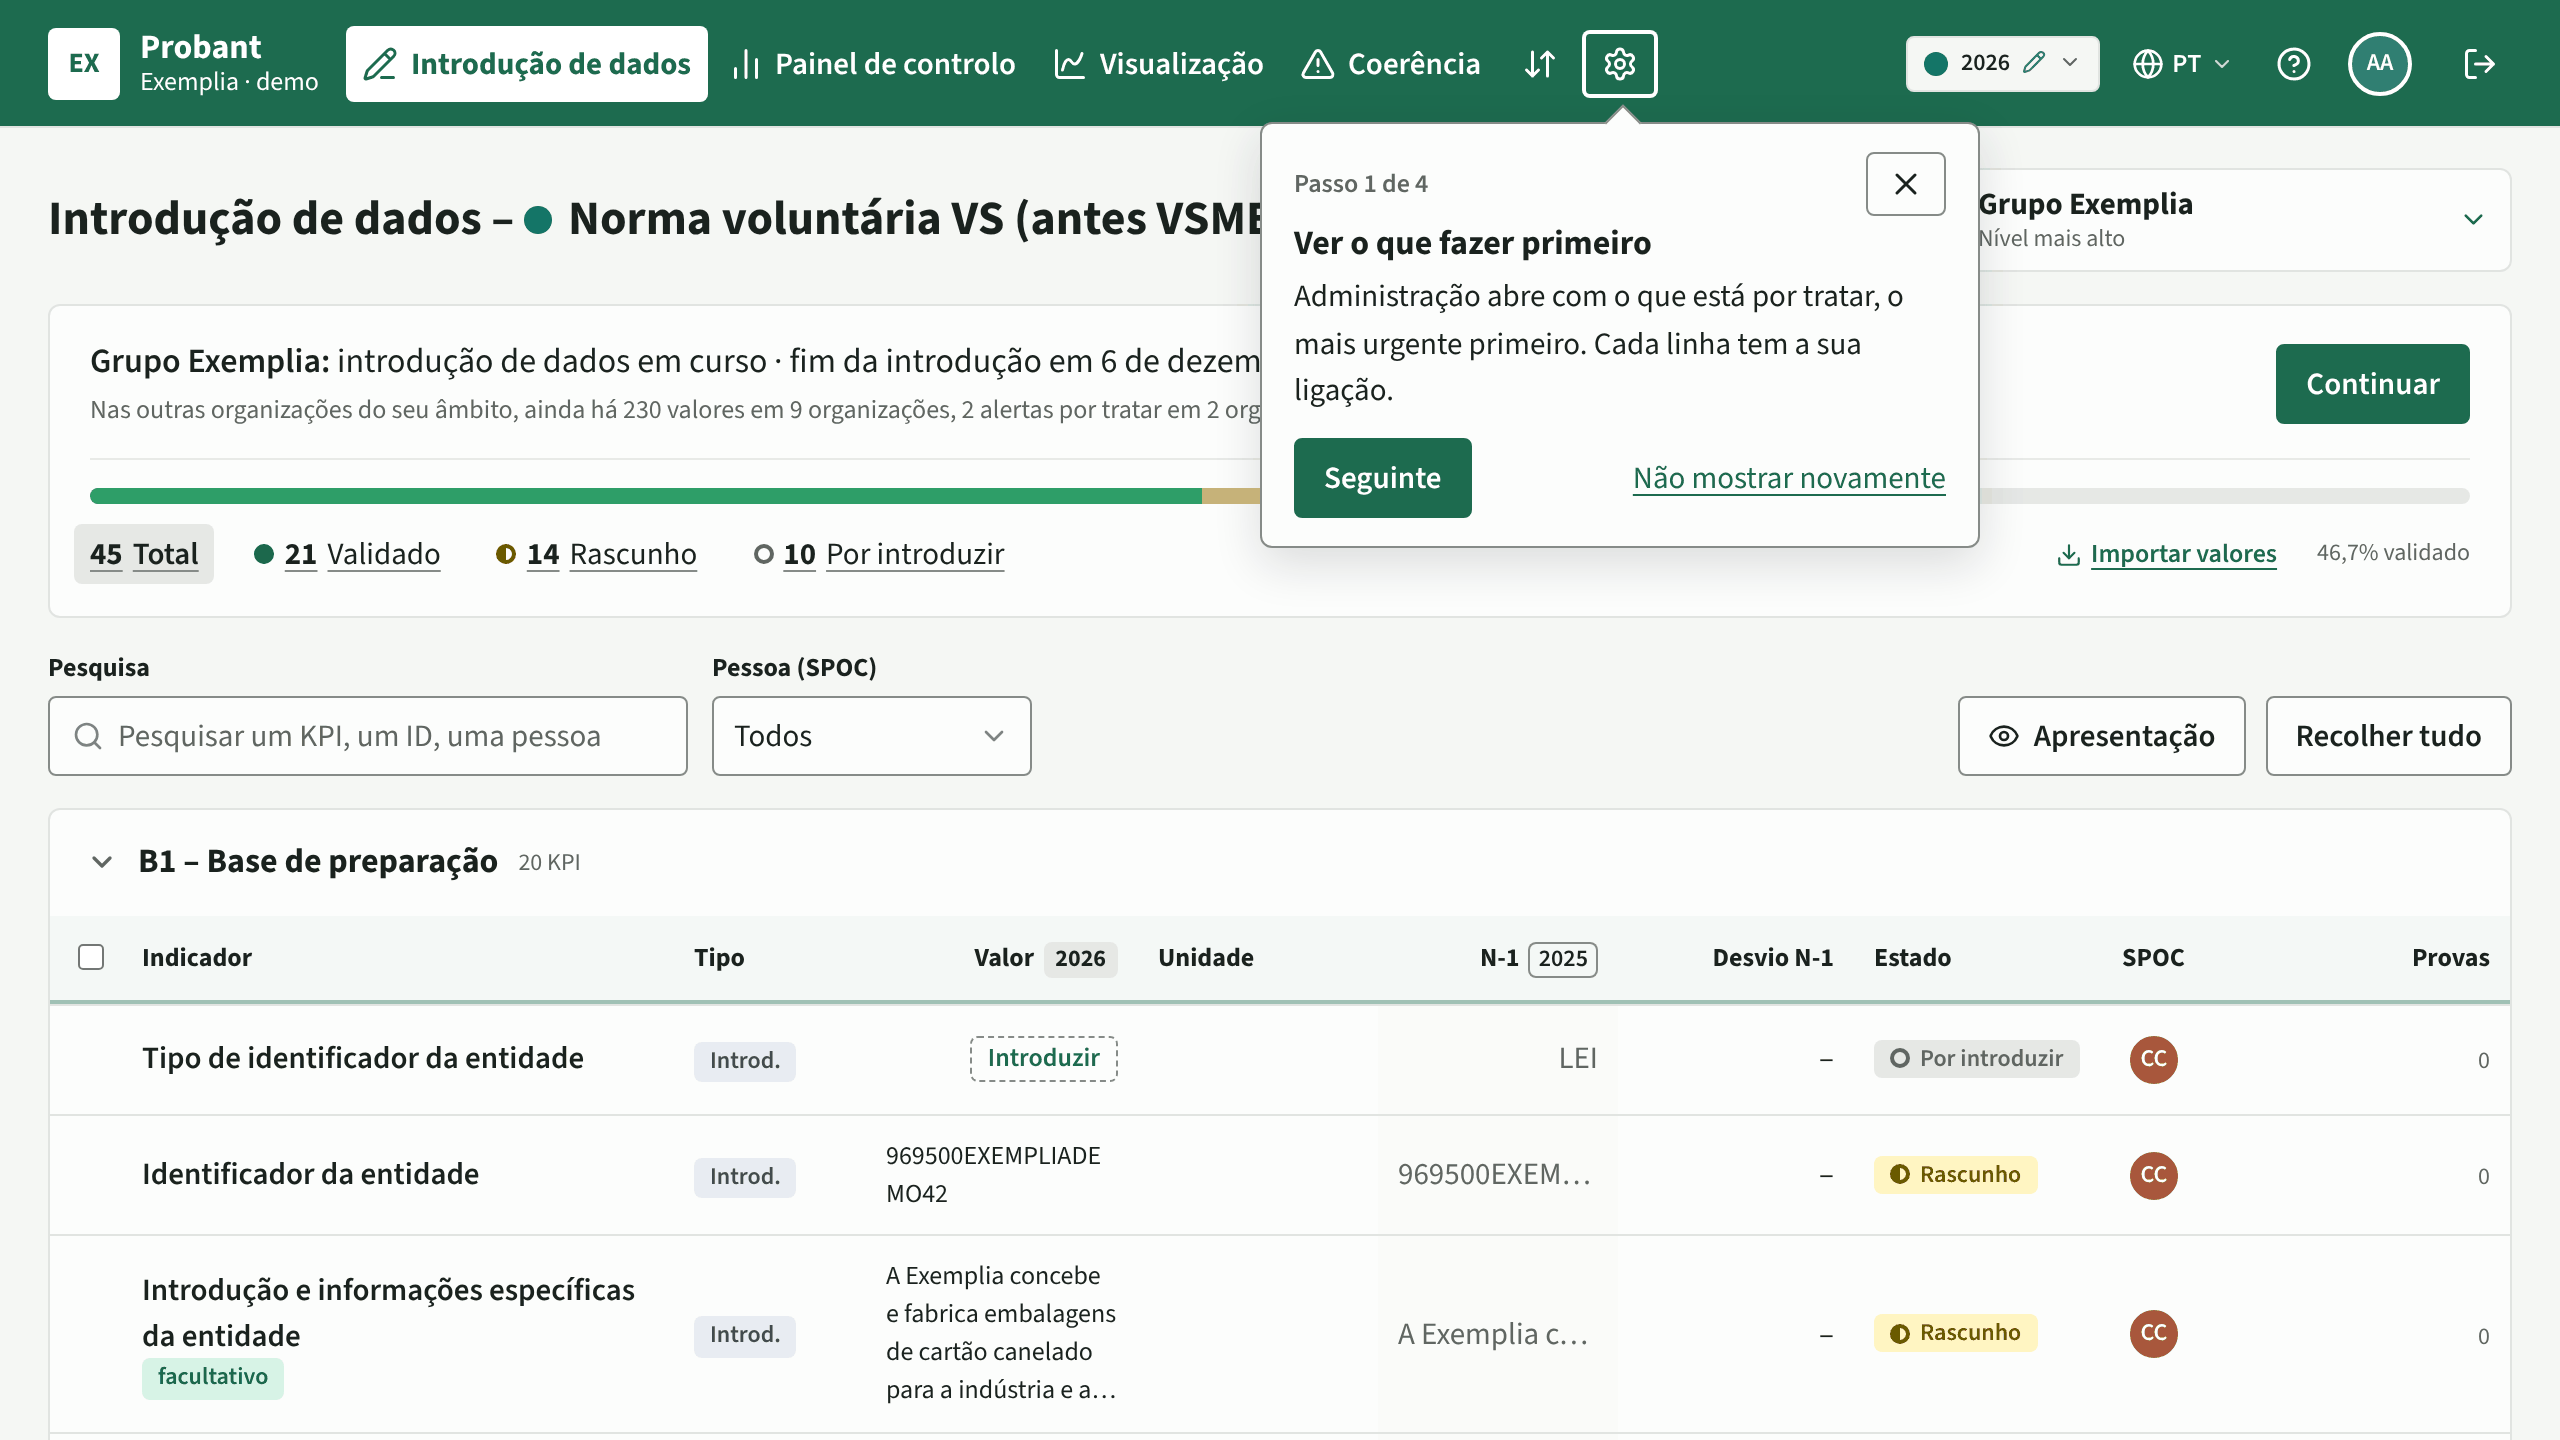 EX
Probant
Exemplia · demo
Introdução de dados
Painel de controlo
Visualização
Coerência
2026
PT
AA
Introdução de dados – Norma voluntária VS (antes VSME
Grupo Exemplia
Nível mais alto
Passo 1 de 4
Ver o que fazer primeiro
Administração abre com o que está por tratar, o
mais urgente primeiro. Cada linha tem a sua
ligação.
Seguinte
Não mostrar novamente
Grupo Exemplia: introdução de dados em curso · fim da introdução em 6 de dezem
Nas outras organizações do seu âmbito, ainda há 230 valores em 9 organizações, 2 alertas por tratar em 2 org
Continuar
45 Total
21 Validado
14 Rascunho
10 Por introduzir
Importar valores
46,7% validado
Pesquisa
Pessoa (SPOC)
Pesquisar um KPI, um ID, uma pessoa
Todos
Apresentação
Recolher tudo
B1 – Base de preparação 20 KPI
Indicador Tipo Valor 2026 Unidade N-1 2025 Desvio N-1 Estado SPOC Provas
Tipo de identificador da entidade Introd. Introduzir LEI – Por introduzir CC 0
Identificador da entidade Introd. 969500EXEMPLIADE
MO42
969500EXEM… – Rascunho CC 0
Introdução e informações específicas
da entidade
facultativo
Introd.
A Exemplia concebe
e fabrica embalagens
de cartão canelado
para a indústria e a…
A Exemplia c… – Rascunho CC 0